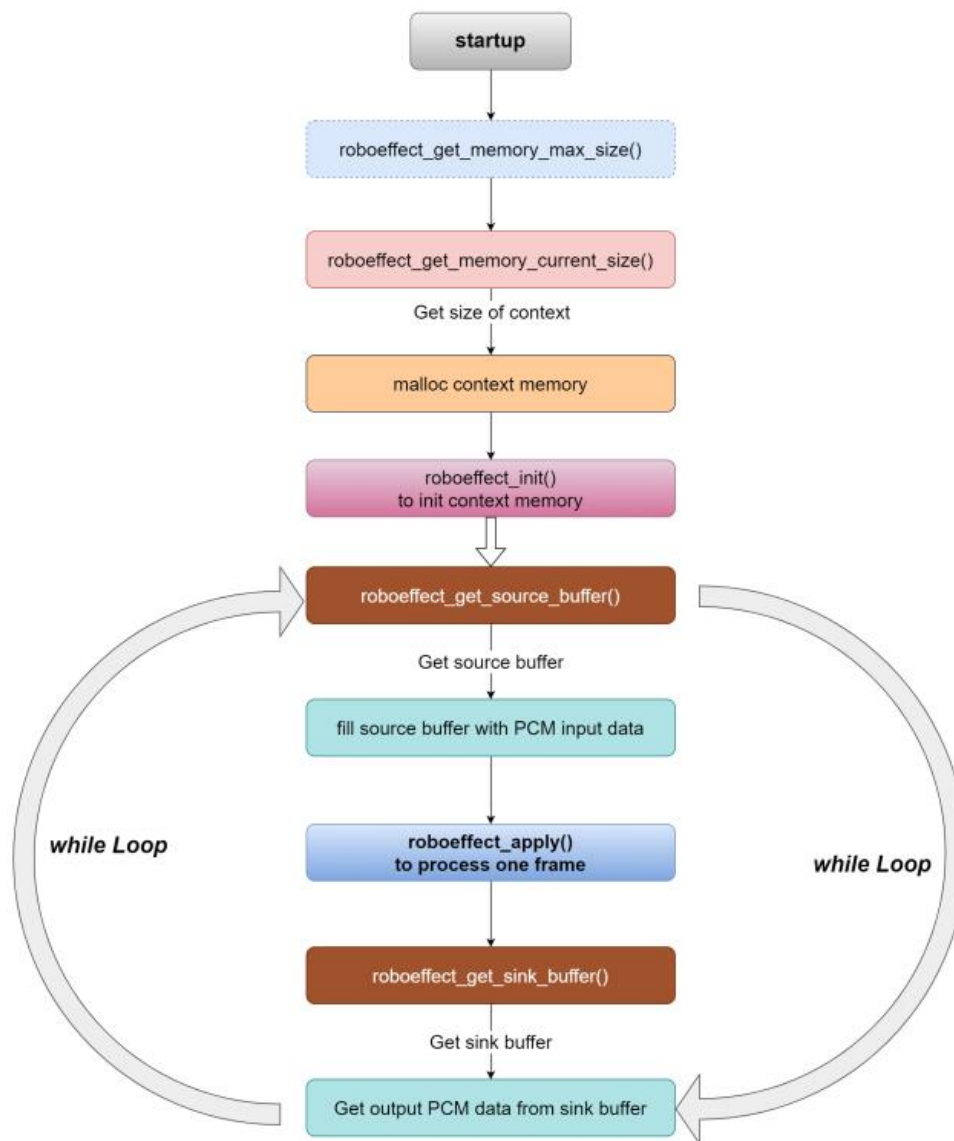 startup
roboeffect_get_memory_max_size()
roboeffect_get_memory_current_size()
Get size of context
malloc context memory
roboeffect_init()
to init context memory
roboeffect_get_source_buffer()
Get source buffer
fill source buffer with PCM input data
while Loop
roboeffect_apply()
to process one frame
while Loop
roboeffect_get_sink_buffer()
Get sink buffer
Get output PCM data from sink buffer